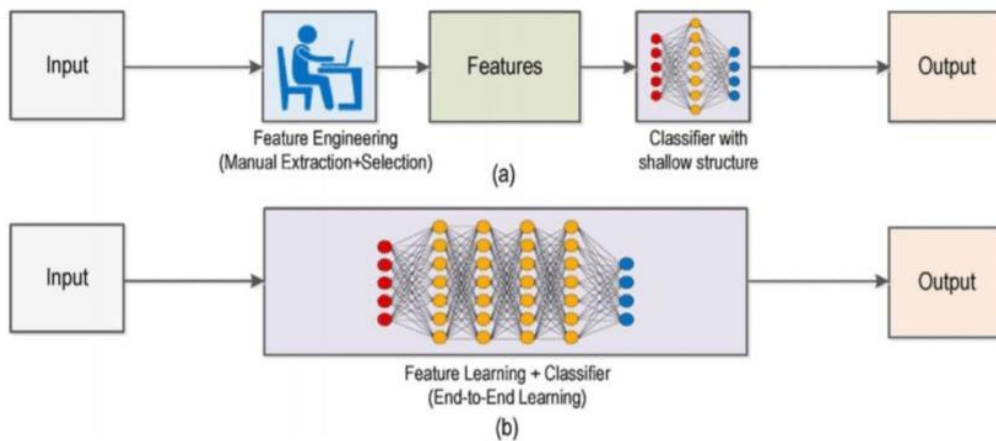 Input
Features
Output
Feature Engineering
(Manual Extraction+Selection)
Classifier with
shallow structure
(a)
Input
Output
Feature Learning + Classifier
(End-to-End Learning)
(b)